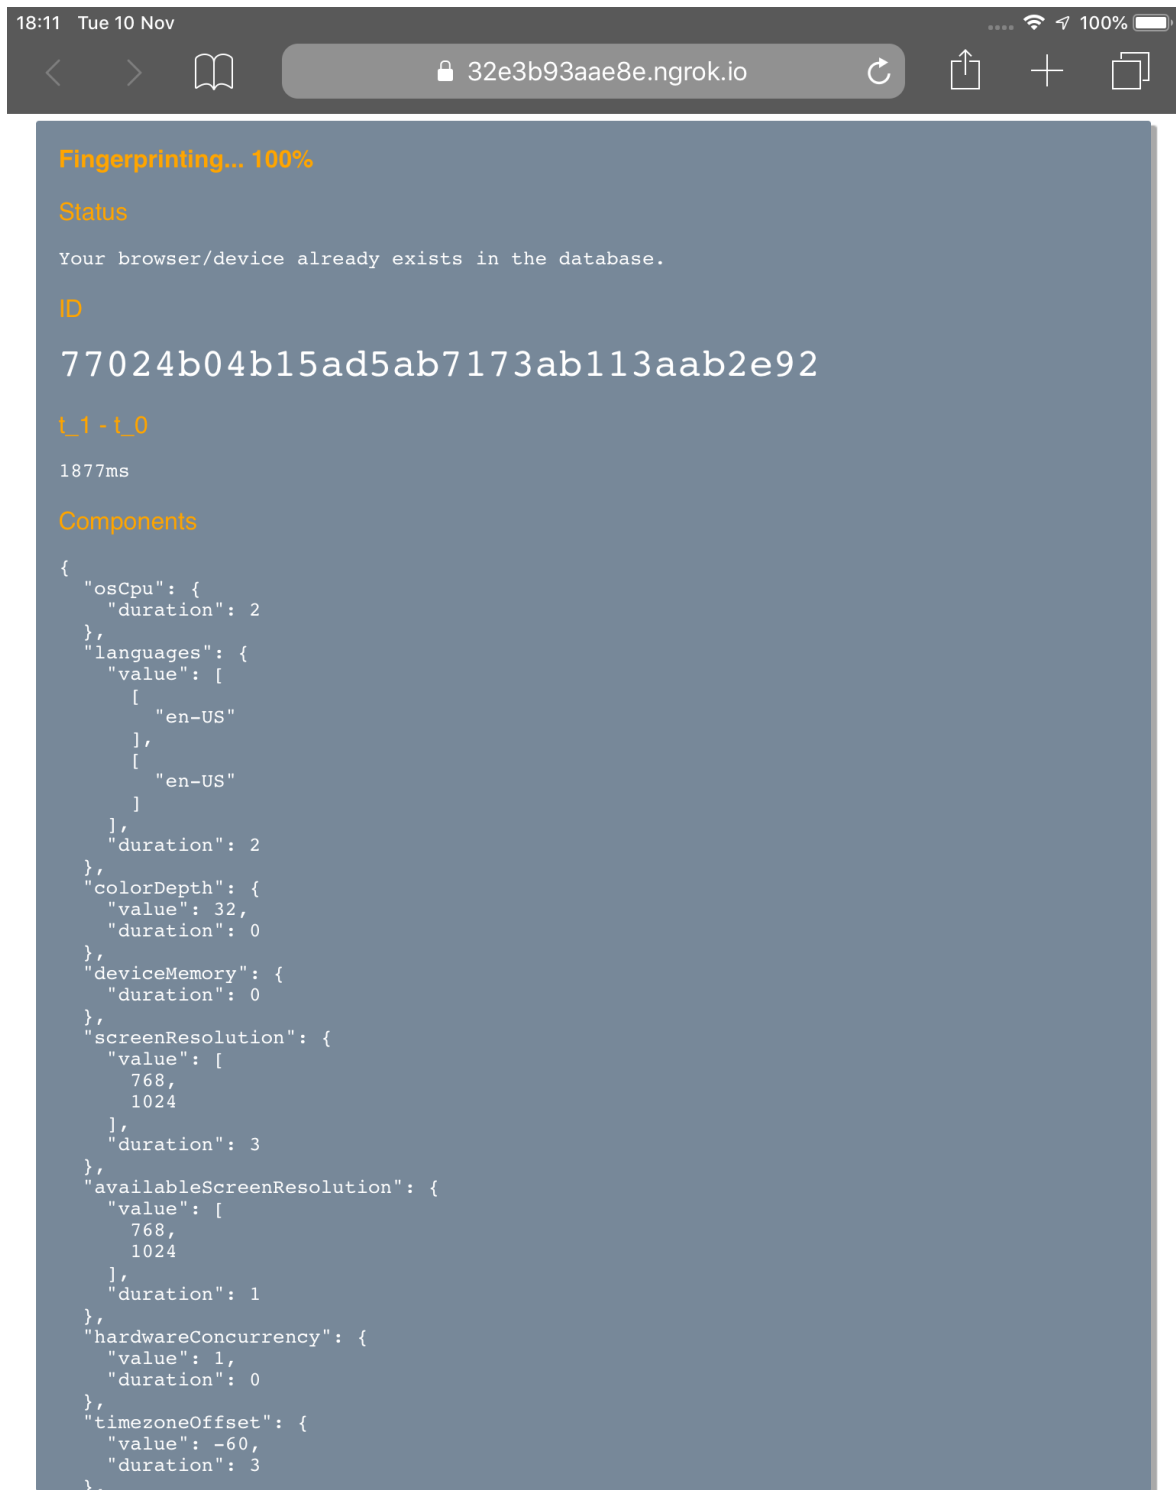 18:11 Tue 10 Nov 100%
32e3b93aae8e.ngrok.io
Fingerprinting... 100%
Status
Your browser/device already exists in the database.
ID
77024b04b15ad5ab7173ab113aab2e92
t_1 - t_0
1877ms
Components
{
  "osCpu": {
    "duration": 2
  },
  "languages": {
    "value": [
      [
        "en-US"
      ],
      [
        "en-US"
      ]
    ],
    "duration": 2
  },
  "colorDepth": {
    "value": 32,
    "duration": 0
  },
  "deviceMemory": {
    "duration": 0
  },
  "screenResolution": {
    "value": [
      768,
      1024
    ],
    "duration": 3
  },
  "availableScreenResolution": {
    "value": [
      768,
      1024
    ],
    "duration": 1
  },
  "hardwareConcurrency": {
    "value": 1,
    "duration": 0
  },
  "timezoneOffset": {
    "value": -60,
    "duration": 3
  },